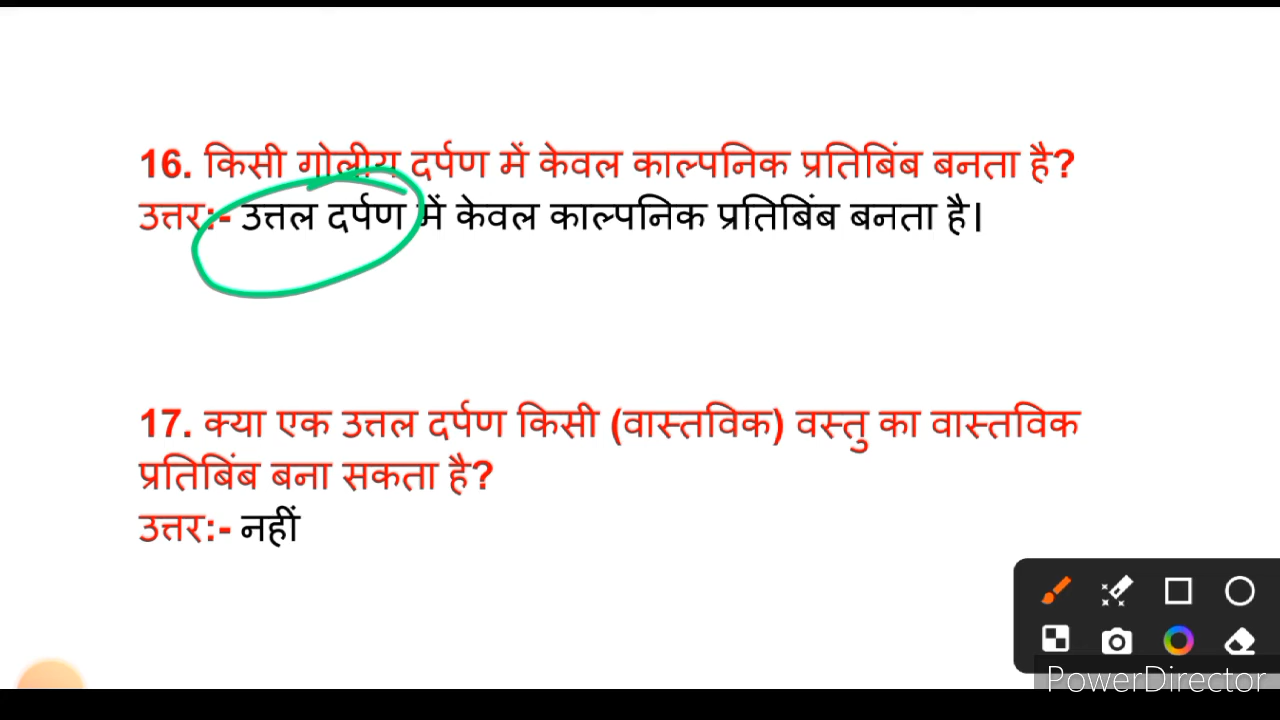 16. किसी गोलीय दर्पण में केवल काल्पनिक प्रतिबिंब बनता है?
उत्तर:- उत्तल दर्पण में केवल काल्पनिक प्रतिबिंब बनता है।
17. क्या एक उत्तल दर्पण किसी (वास्तविक) वस्तु का वास्तविक
प्रतिबिंब बना सकता है?
उत्तर:- नहीं
PowerDirector